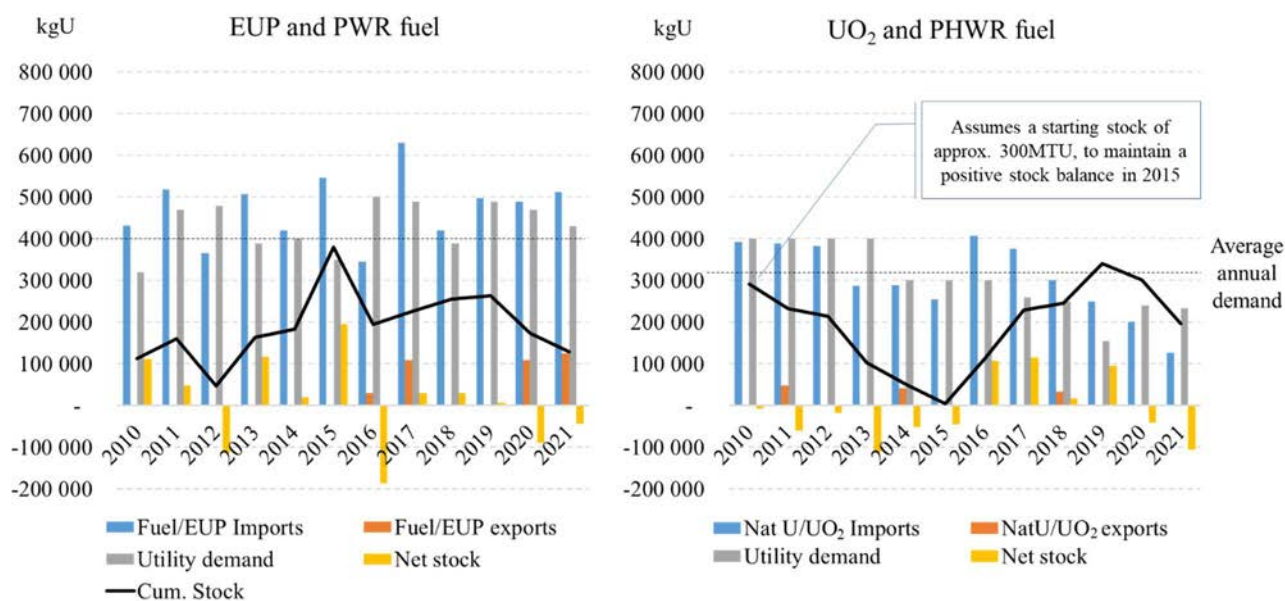 kgU
EUP and PWR fuel
800 000
700 000
600 000
500 000
400 000
300 000
200 000
100 000
-
-100 000
-200 000
2010
2011
2012
2013
2014
2015
2016
2017
2018
2019
2020
2021
Fuel/EUP Imports
Fuel/EUP exports
Utility demand
Net stock
Cum. Stock
kgU
UO₂ and PHWR fuel
800 000
700 000
600 000
500 000
400 000
300 000
200 000
100 000
-
-100 000
-200 000
Assumes a starting stock of
approx. 300MTU, to maintain a
positive stock balance in 2015
Average
annual
demand
2010
2011
2012
2013
2014
2015
2016
2017
2018
2019
2020
2021
Nat U/UO₂ Imports
NatU/UO₂ exports
Utility demand
Net stock